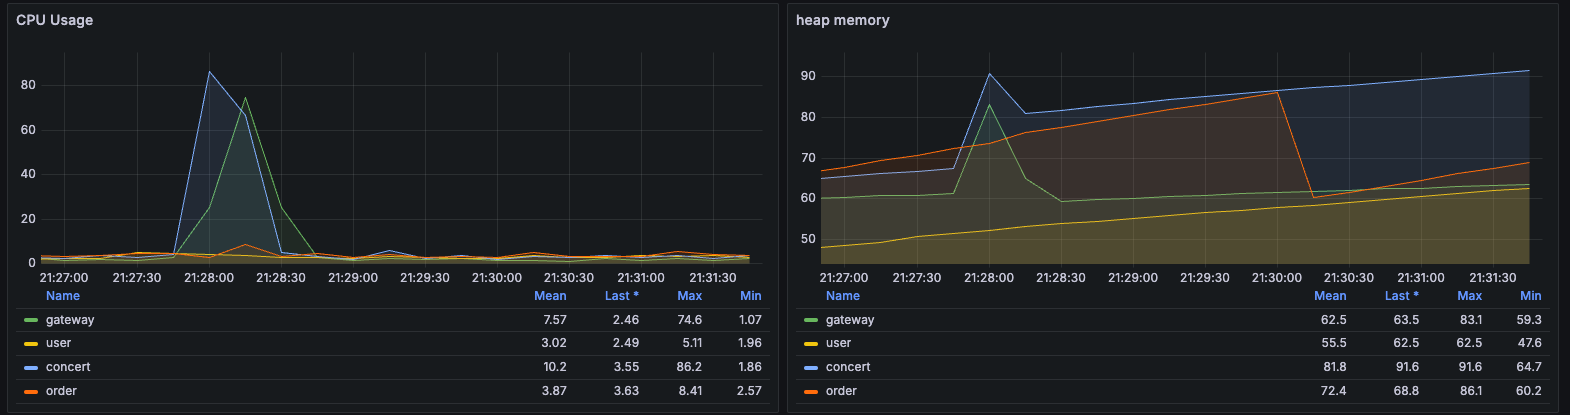 CPU Usage
80
60
40
20
0
21:27:00 21:27:30 21:28:00 21:28:30 21:29:00 21:29:30 21:30:00 21:30:30 21:31:00 21:31:30
Name Mean Last * Max Min
gateway 7.57 2.46 74.6 1.07
user 3.02 2.49 5.11 1.96
concert 10.2 3.55 86.2 1.86
order 3.87 3.63 8.41 2.57
heap memory
90
80
70
60
50
21:27:00 21:27:30 21:28:00 21:28:30 21:29:00 21:29:30 21:30:00 21:30:30 21:31:00 21:31:30
Name Mean Last * Max Min
gateway 62.5 63.5 83.1 59.3
user 55.5 62.5 62.5 47.6
concert 81.8 91.6 91.6 64.7
order 72.4 68.8 86.1 60.2